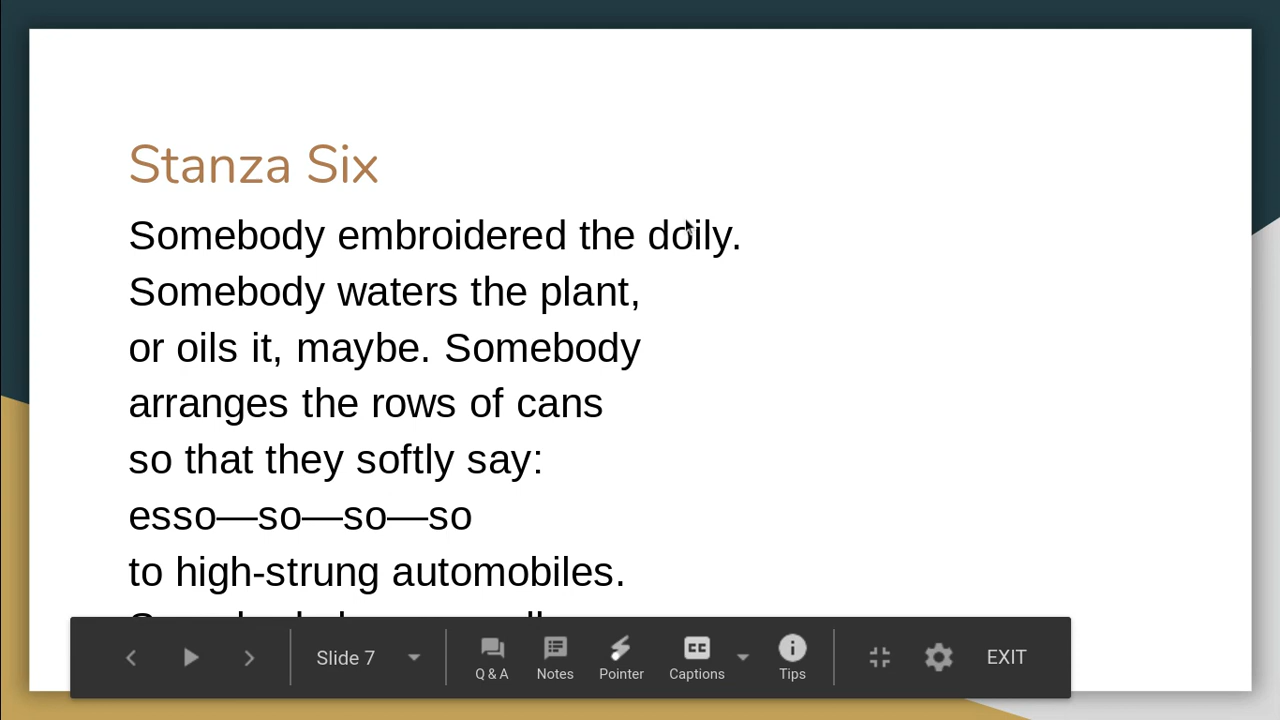 Stanza Six
Somebody embroidered the doily.
Somebody waters the plant,
or oils it, maybe. Somebody
arranges the rows of cans
so that they softly say:
esso—so—so—so
to high-strung automobiles.
Slide 7
Q & A
Notes
Pointer
CC
Captions
Tips
EXIT